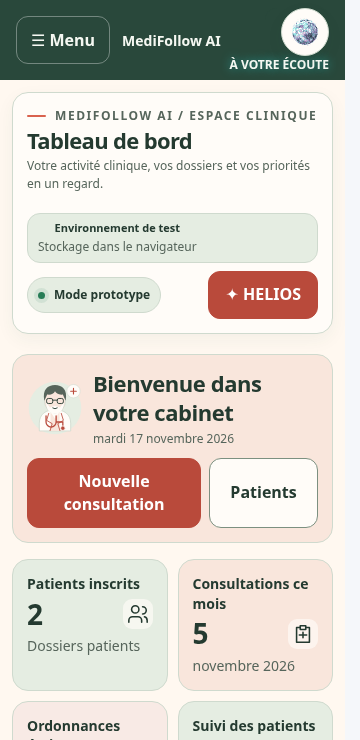 ☰ Menu
MediFollow AI
À VOTRE ÉCOUTE
MEDIFOLLOW AI / ESPACE CLINIQUE
Tableau de bord
Votre activité clinique, vos dossiers et vos priorités
en un regard.
Environnement de test
Stockage dans le navigateur
Mode prototype
✦ HELIOS
Bienvenue dans
votre cabinet
mardi 17 novembre 2026
Nouvelle
consultation
Patients
Patients inscrits
2
Dossiers patients
Consultations ce
mois
5
novembre 2026
Ordonnances
Suivi des patients